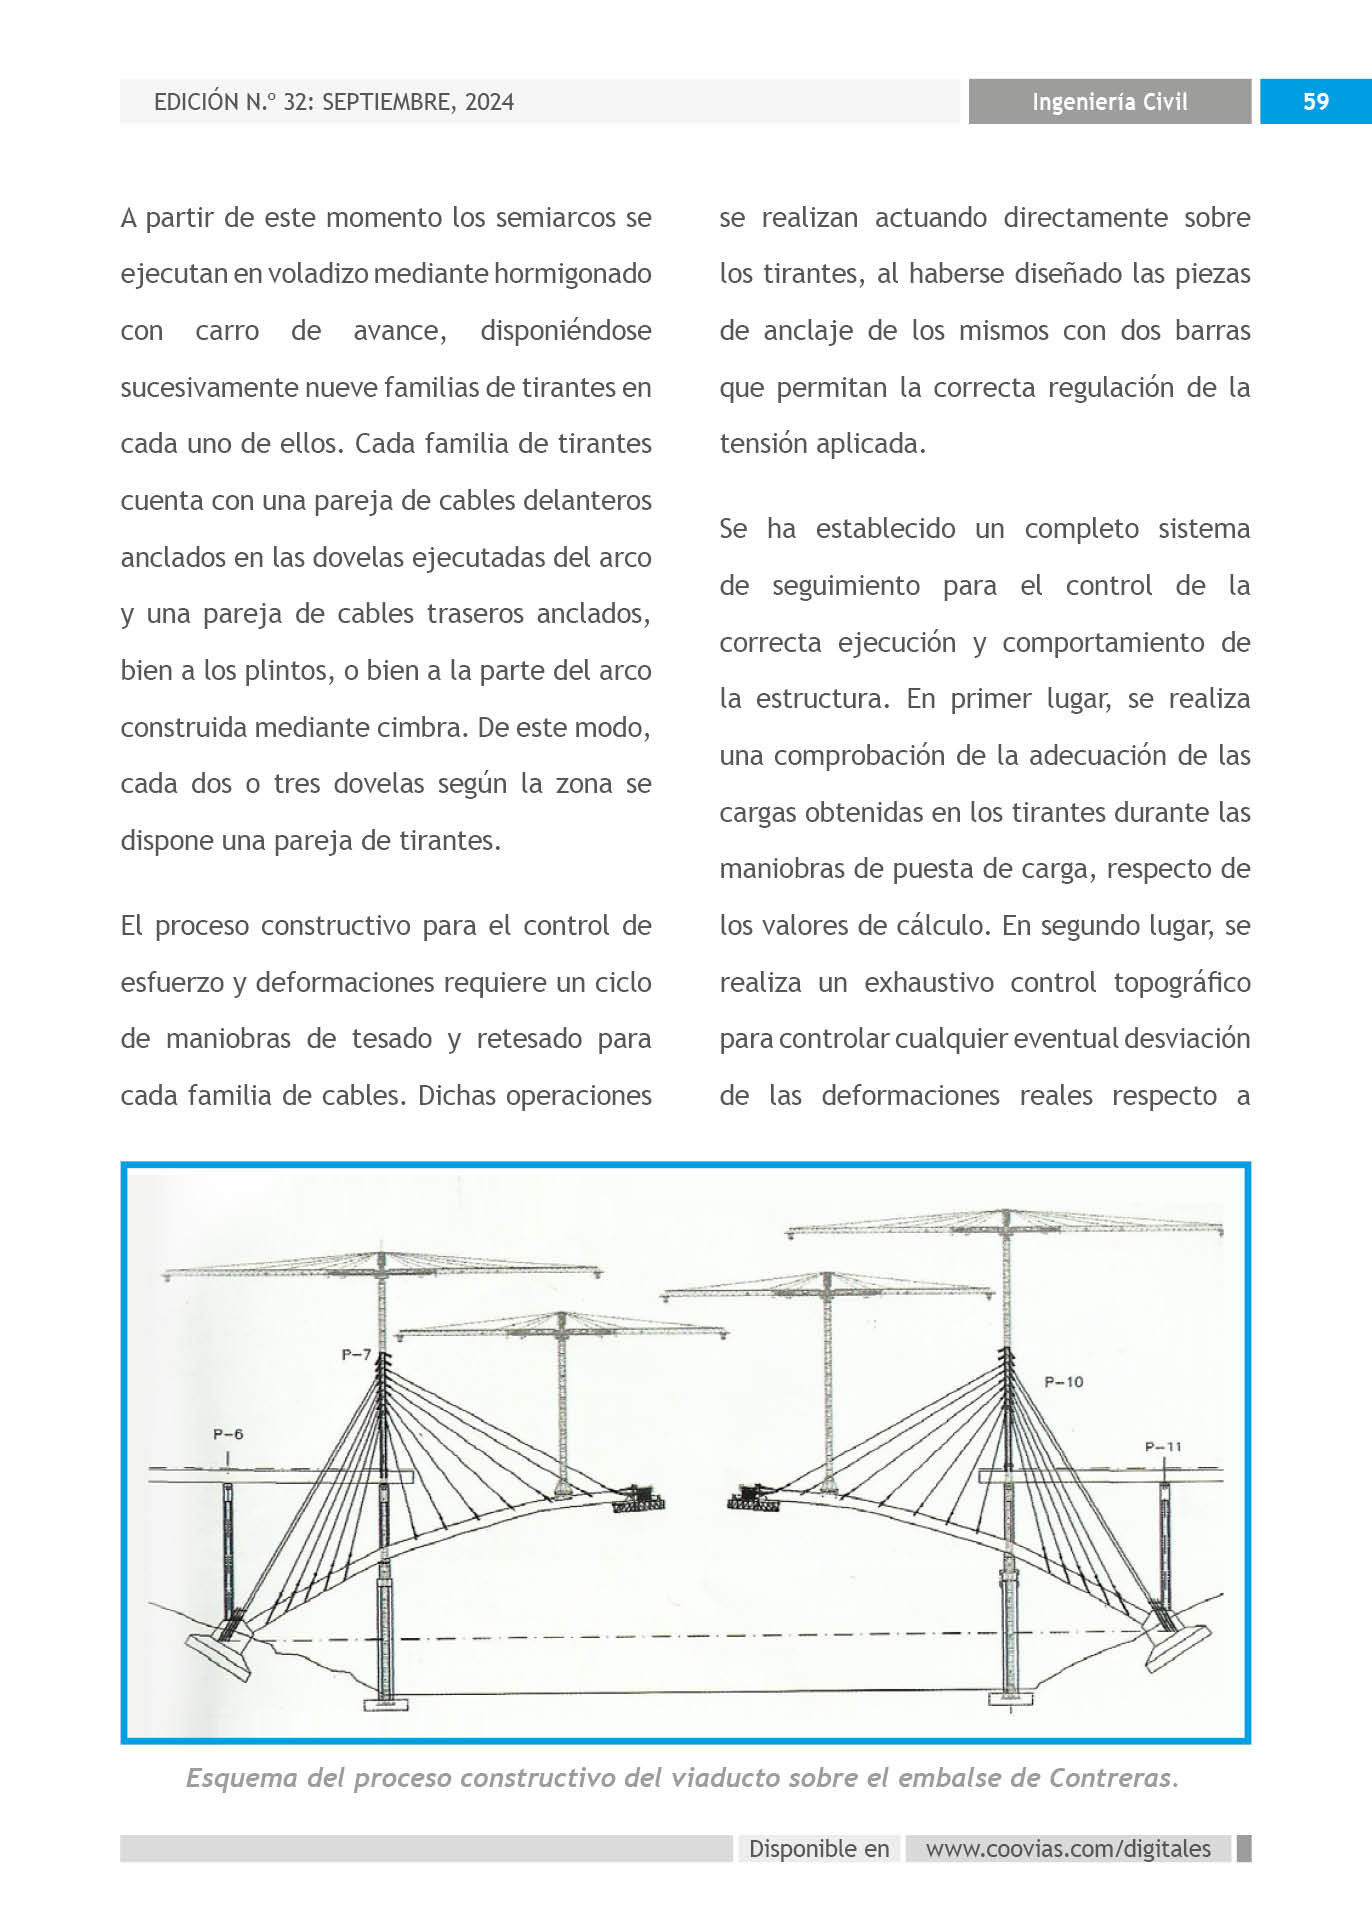 EDICIÓN N.º 32: SEPTIEMBRE, 2024
Ingeniería Civil
59
A partir de este momento los semiarcos se
ejecutan en voladizo mediante hormigonado
con carro de avance, disponiéndose
sucesivamente nueve familias de tirantes en
cada uno de ellos. Cada familia de tirantes
cuenta con una pareja de cables delanteros
anclados en las dovelas ejecutadas del arco
y una pareja de cables traseros anclados,
bien a los plintos, o bien a la parte del arco
construida mediante cimbra. De este modo,
cada dos o tres dovelas según la zona se
dispone una pareja de tirantes.
El proceso constructivo para el control de
esfuerzo y deformaciones requiere un ciclo
de maniobras de tesado y retesado para
cada familia de cables. Dichas operaciones
se realizan actuando directamente sobre
los tirantes, al haberse diseñado las piezas
de anclaje de los mismos con dos barras
que permitan la correcta regulación de la
tensión aplicada.
Se ha establecido un completo sistema
de seguimiento para el control de la
correcta ejecución y comportamiento de
la estructura. En primer lugar, se realiza
una comprobación de la adecuación de las
cargas obtenidas en los tirantes durante las
maniobras de puesta de carga, respecto de
los valores de cálculo. En segundo lugar, se
realiza un exhaustivo control topográfico
para controlar cualquier eventual desviación
de las deformaciones reales respecto a
P-7
P-10
P-6
P-11
Esquema del proceso constructivo del viaducto sobre el embalse de Contreras.
Disponible en
www.coovias.com/digitales